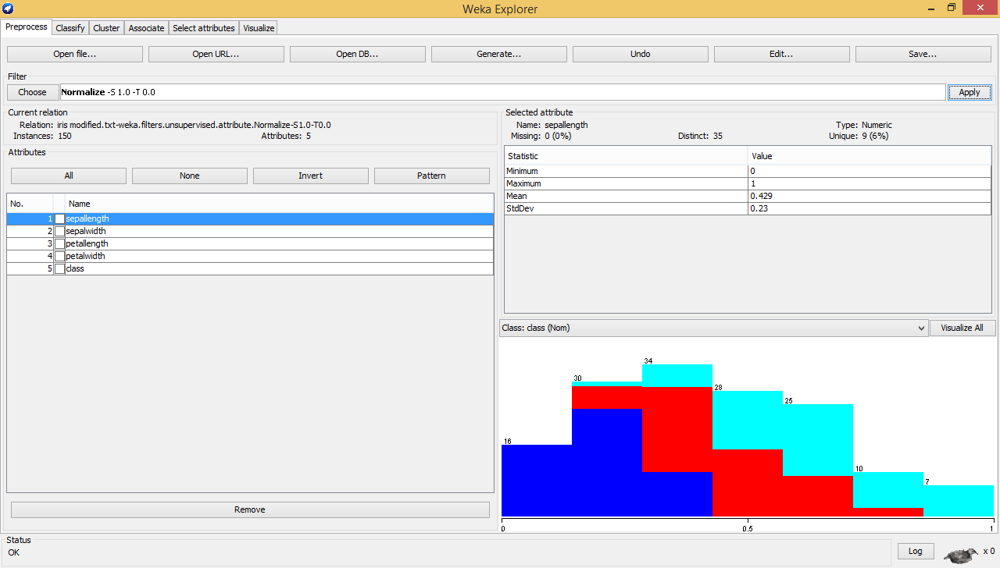 Weka Explorer
Preprocess Classify Cluster Associate Select attributes Visualize
Open file... Open URL... Open DB... Generate... Undo Edit... Save...
Filter
Choose Normalize -S 1.0 -T 0.0 Apply
Current relation
Relation: iris modified.txt-weka.filters.unsupervised.attribute.Normalize-S1.0-T0.0
Instances: 150 Attributes: 5
Attributes
All None Invert Pattern
No. Name
1 sepallength
2 sepalwidth
3 petallength
4 petalwidth
5 class
Remove
Selected attribute
Name: sepallength Type: Numeric
Missing: 0 (0%) Distinct: 35 Unique: 9 (6%)
Statistic Value
Minimum 0
Maximum 1
Mean 0.429
StdDev 0.23
Class: class (Nom) Visualize All
34
30
28
25
16
10
7
0 0.5 1
Status
OK
Log x 0